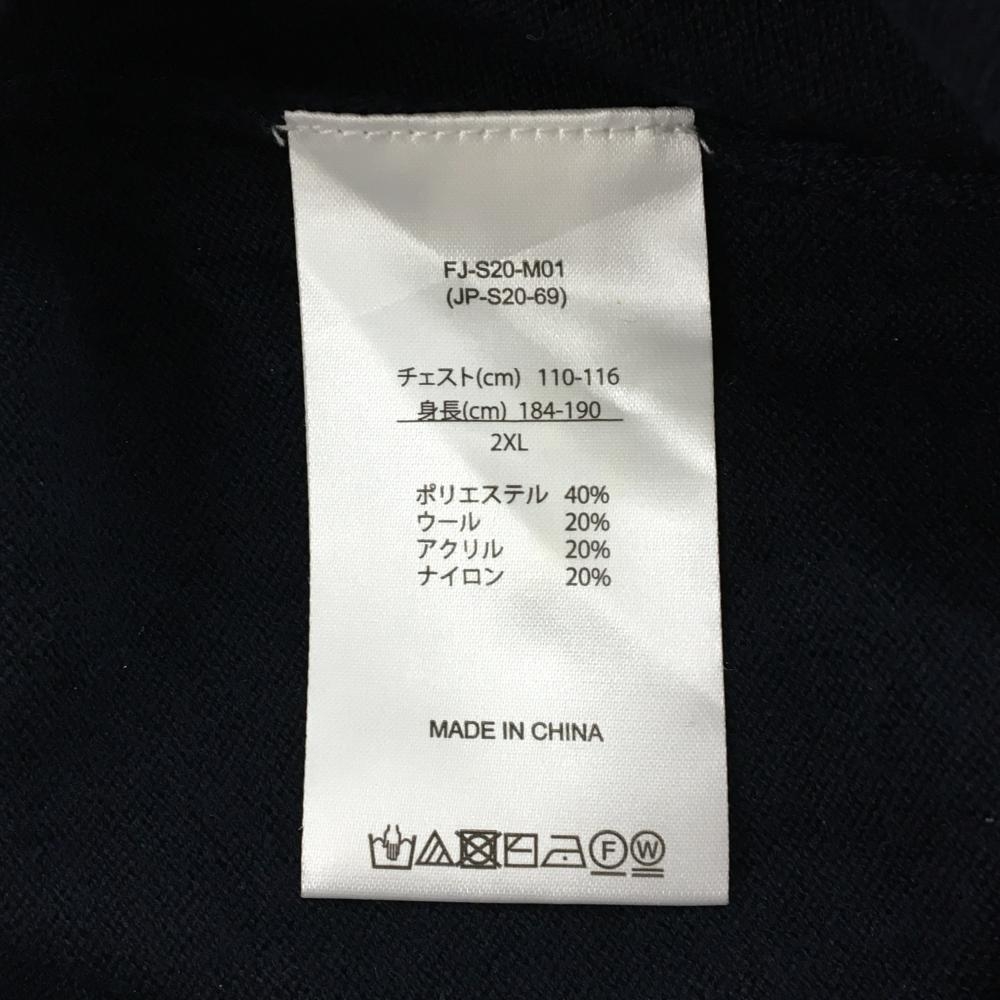 FJ-S20-M01
(JP-S20-69)
チェスト(cm) 110-116
身長(cm) 184-190
2XL
ポリエステル 40%
ウール 20%
アクリル 20%
ナイロン 20%
MADE IN CHINA
F W